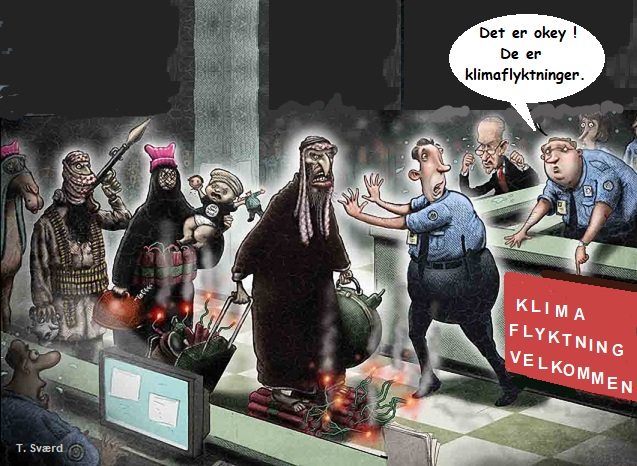 Det er okey !
De er
klimaflyktninger.
KLIMA
FLYKTNING
VELKOMMEN
T. Sværd